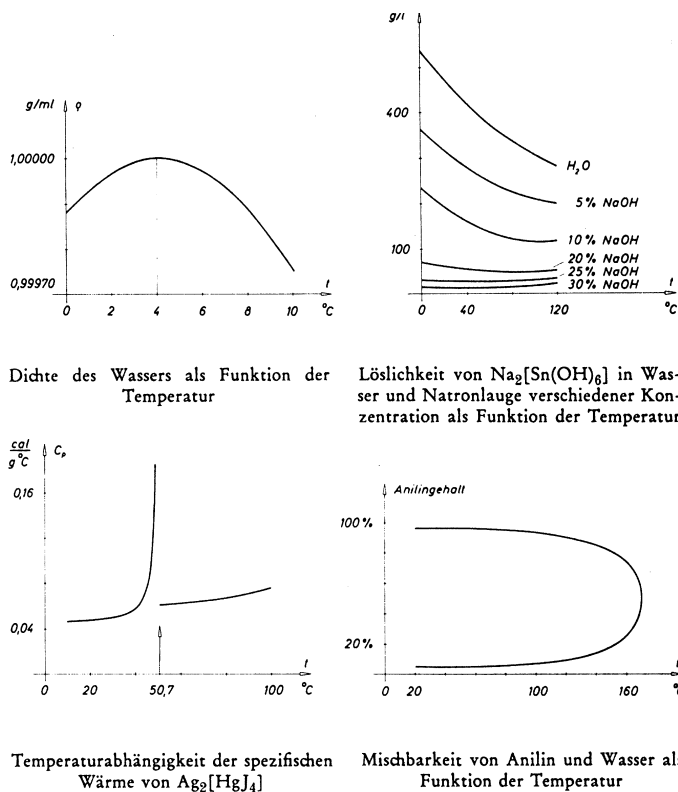 g/ml ρ
1,00000
0,99970
0 2 4 6 8 10 °C
t
Dichte des Wassers als Funktion der
Temperatur
g/l
400
100
H₂O
5% NaOH
10% NaOH
20% NaOH
25% NaOH
30% NaOH
t
0 40 120 °C
Löslichkeit von Na₂[Sn(OH)₆] in Was-
ser und Natronlauge verschiedener Kon-
zentration als Funktion der Temperatur
cal
g°C
Cₚ
0,16
0,04
t
0 20 50,7 100 °C
Temperaturabhängigkeit der spezifischen
Wärme von Ag₂[HgJ₄]
Anilingehalt
100%
20%
t
0 20 100 160 °C
Mischbarkeit von Anilin und Wasser als
Funktion der Temperatur